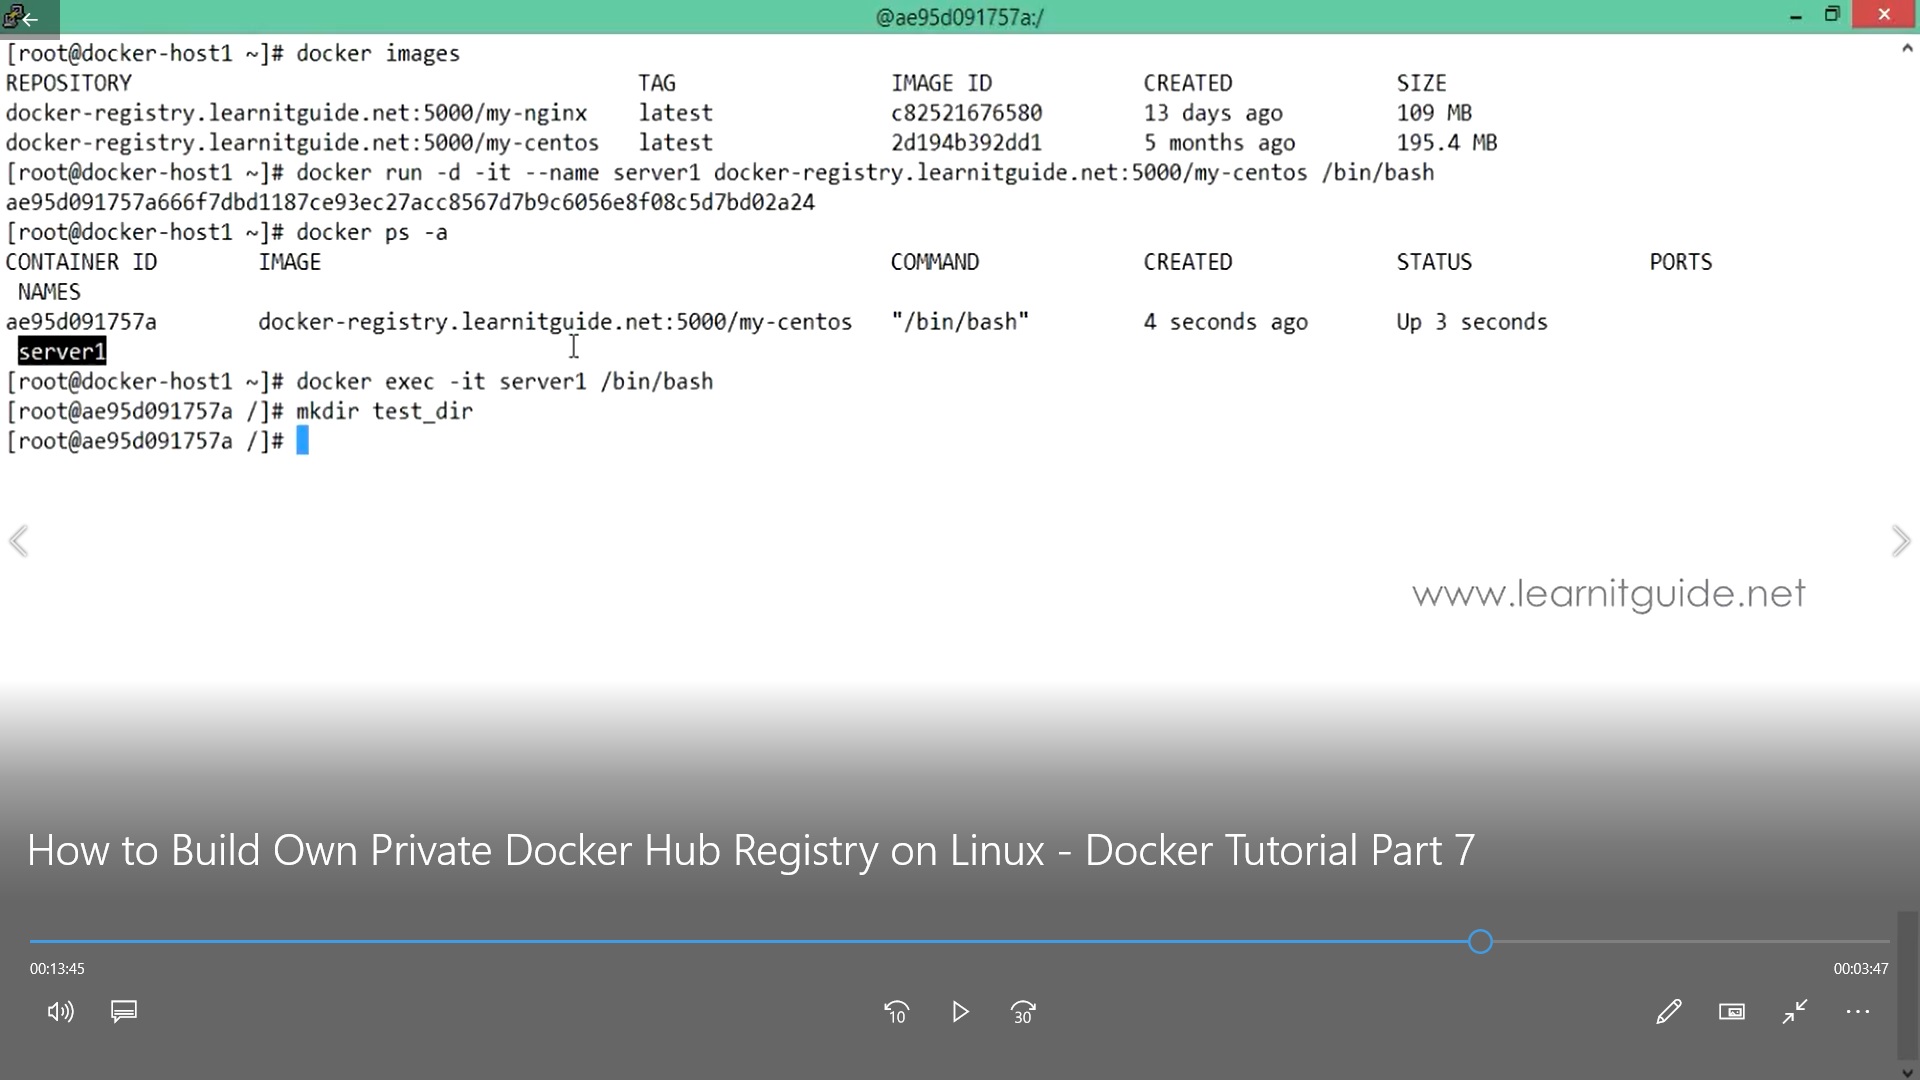 @ae95d091757a:/
[root@docker-host1 ~]# docker images
REPOSITORY TAG IMAGE ID CREATED SIZE
docker-registry.learnitguide.net:5000/my-nginx latest c82521676580 13 days ago 109 MB
docker-registry.learnitguide.net:5000/my-centos latest 2d194b392dd1 5 months ago 195.4 MB
[root@docker-host1 ~]# docker run -d -it --name server1 docker-registry.learnitguide.net:5000/my-centos /bin/bash
ae95d091757a666f7dbd1187ce93ec27acc8567d7b9c6056e8f08c5d7bd02a24
[root@docker-host1 ~]# docker ps -a
CONTAINER ID IMAGE COMMAND CREATED STATUS PORTS
NAMES
ae95d091757a docker-registry.learnitguide.net:5000/my-centos "/bin/bash" 4 seconds ago Up 3 seconds
server1
[root@docker-host1 ~]# docker exec -it server1 /bin/bash
[root@ae95d091757a /]# mkdir test_dir
[root@ae95d091757a /]#
www.learnitguide.net
How to Build Own Private Docker Hub Registry on Linux - Docker Tutorial Part 7
00:13:45 00:03:47
10 30